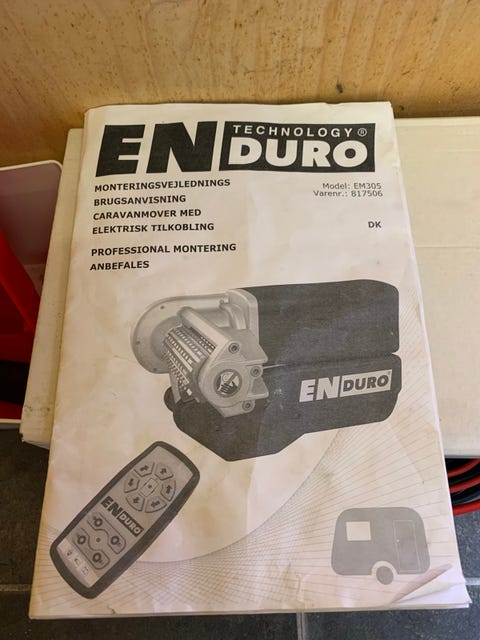 ENDURO
TECHNOLOGY®
MONTERINGSVEJLEDNINGS
BRUGSANVISNING
CARAVANMOVER MED
ELEKTRISK TILKOBLING
PROFESSIONAL MONTERING
ANBEFALES
Model: EM305
Varenr.: 817506
DK
ENDURO®
ENDURO